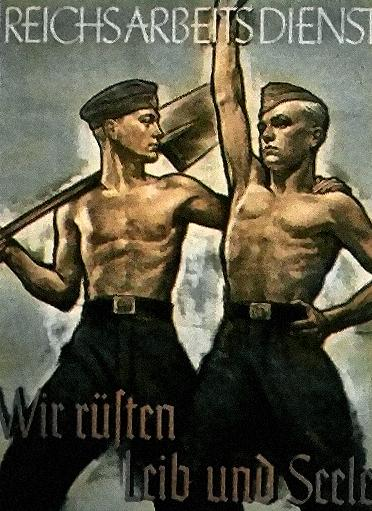 REICHSARBEITSDIENST
Wir rüſten
Leib und Seele